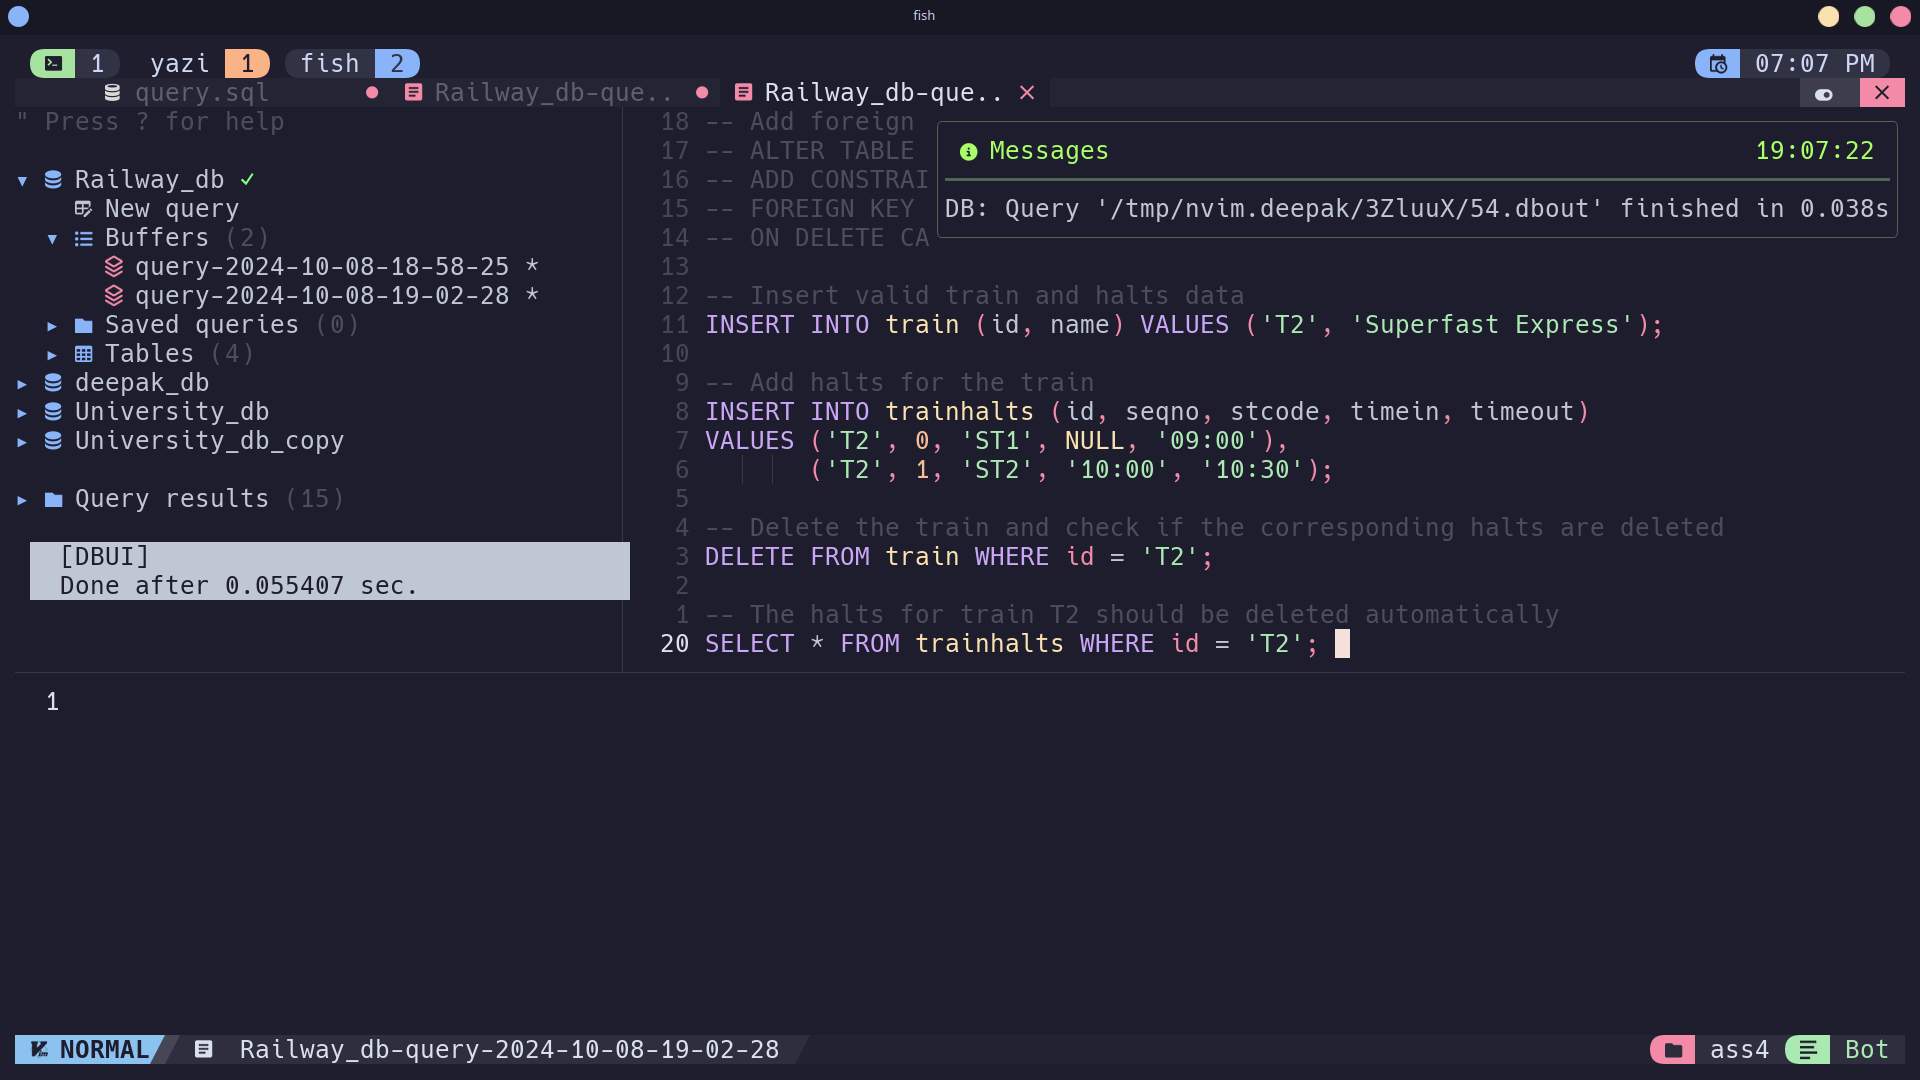 fish
1 yazi 1 fish 2 07:07 PM
query.sql Railway_db-que.. Railway_db-que..
" Press ? for help
Railway_db
New query
Buffers (2)
query-2024-10-08-18-58-25 *
query-2024-10-08-19-02-28 *
Saved queries (0)
Tables (4)
deepak_db
University_db
University_db_copy
Query results (15)
[DBUI]
Done after 0.055407 sec.
18 -- Add foreign
17 -- ALTER TABLE
16 -- ADD CONSTRAI
15 -- FOREIGN KEY
14 -- ON DELETE CA
13
12 -- Insert valid train and halts data
11 INSERT INTO train (id, name) VALUES ('T2', 'Superfast Express');
10
9 -- Add halts for the train
8 INSERT INTO trainhalts (id, seqno, stcode, timein, timeout)
7 VALUES ('T2', 0, 'ST1', NULL, '09:00'),
6 ('T2', 1, 'ST2', '10:00', '10:30');
5
4 -- Delete the train and check if the corresponding halts are deleted
3 DELETE FROM train WHERE id = 'T2';
2
1 -- The halts for train T2 should be deleted automatically
20 SELECT * FROM trainhalts WHERE id = 'T2';
Messages 19:07:22
DB: Query '/tmp/nvim.deepak/3ZluuX/54.dbout' finished in 0.038s
1
NORMAL Railway_db-query-2024-10-08-19-02-28 ass4 Bot